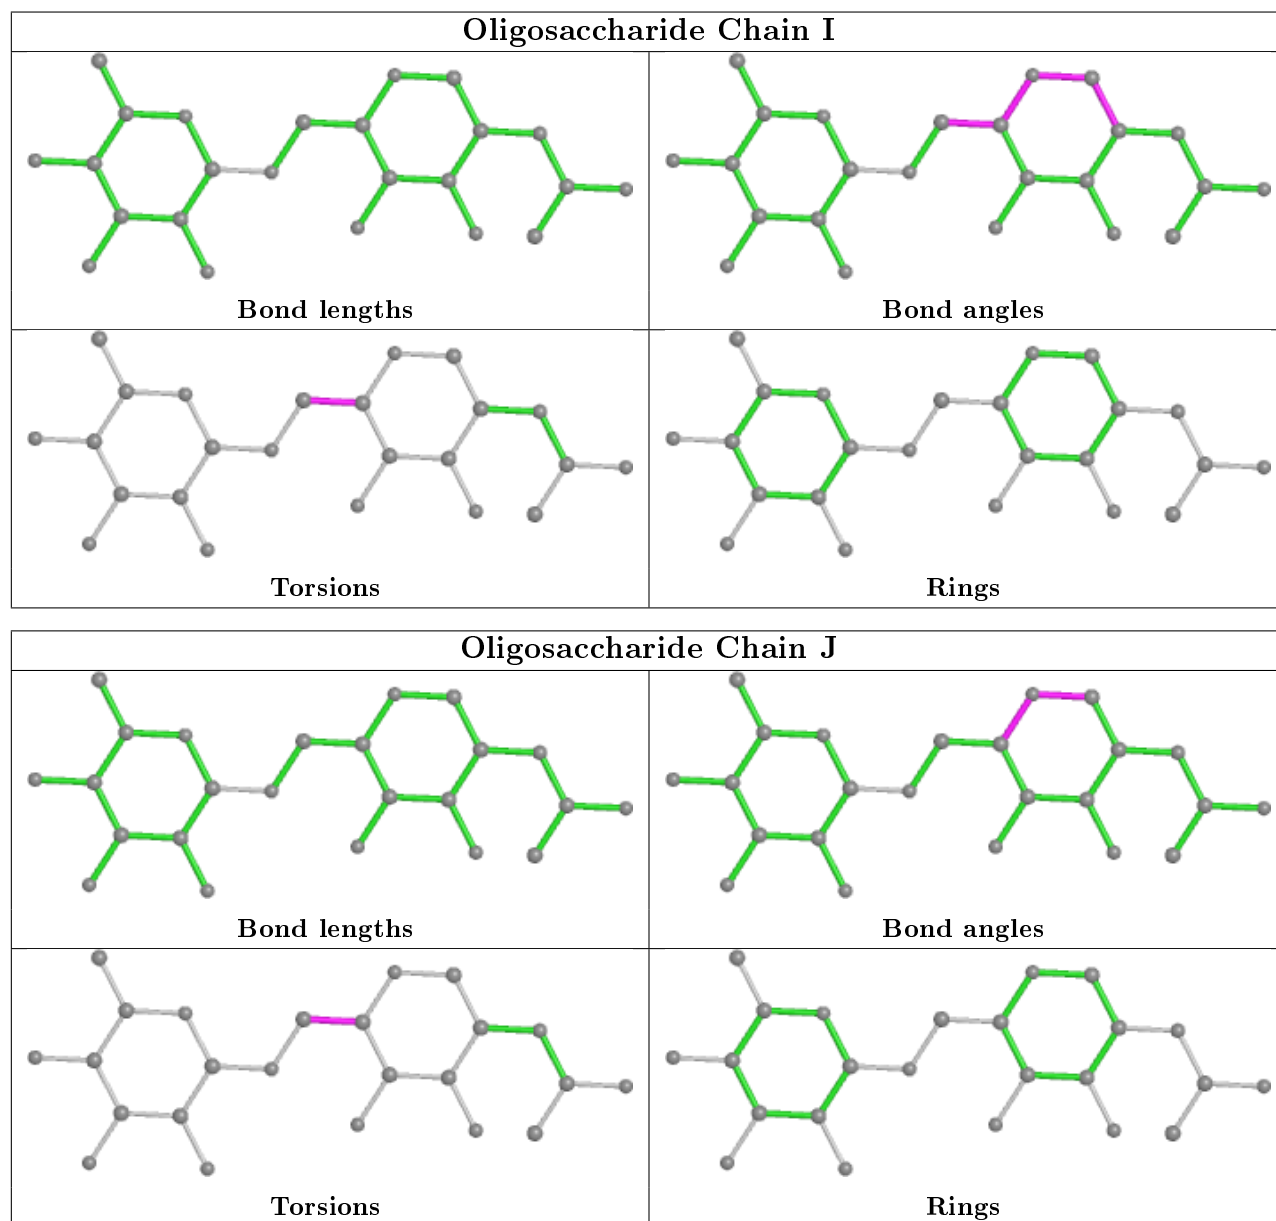 Oligosaccharide Chain I
Bond lengths
Bond angles
Torsions
Rings
Oligosaccharide Chain J
Bond lengths
Bond angles
Torsions
Rings